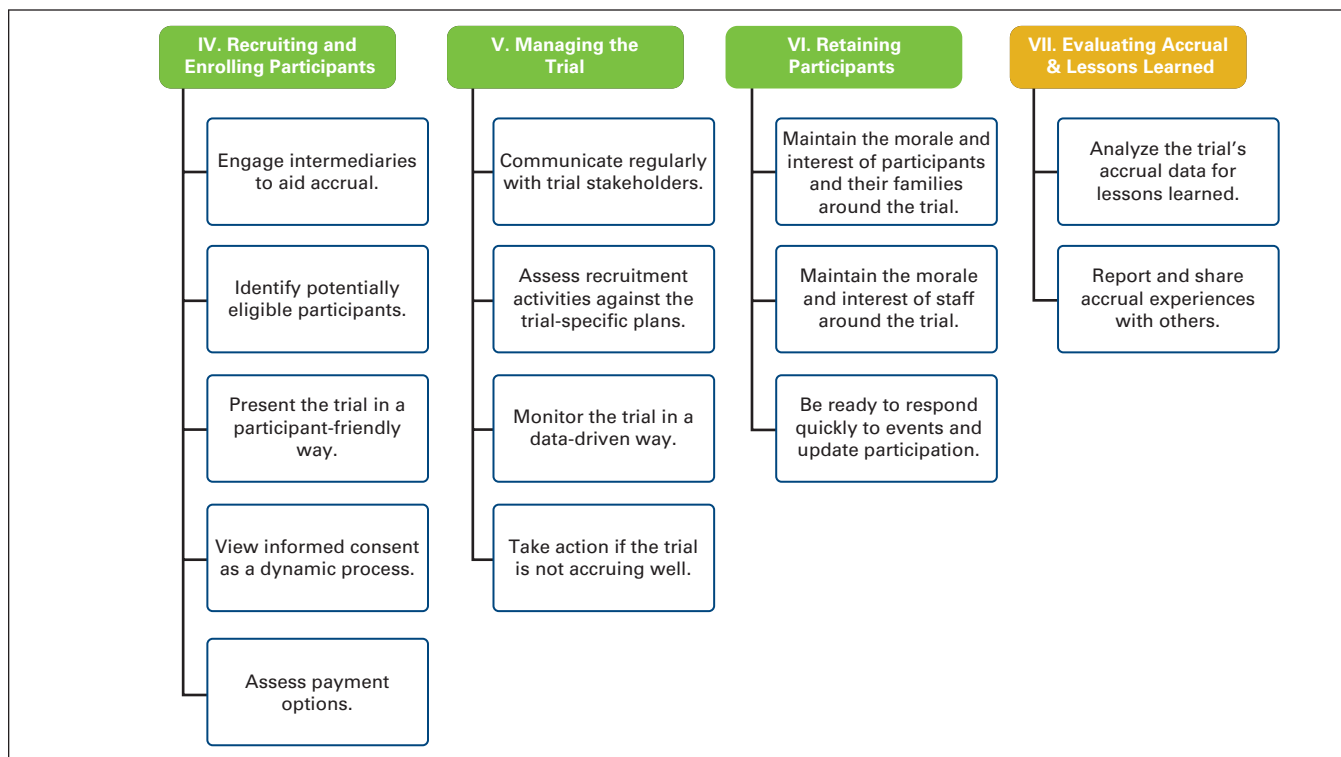 IV. Recruiting and
Enrolling Participants
Engage intermediaries
to aid accrual.
Identify potentially
eligible participants.
Present the trial in a
participant-friendly
way.
View informed consent
as a dynamic process.
Assess payment
options.
V. Managing the
Trial
Communicate regularly
with trial stakeholders.
Assess recruitment
activities against the
trial-specific plans.
Monitor the trial in a
data-driven way.
Take action if the trial
is not accruing well.
VI. Retaining
Participants
Maintain the morale and
interest of participants
and their families
around the trial.
Maintain the morale
and interest of staff
around the trial.
Be ready to respond
quickly to events and
update participation.
VII. Evaluating Accrual
& Lessons Learned
Analyze the trial's
accrual data for
lessons learned.
Report and share
accrual experiences
with others.